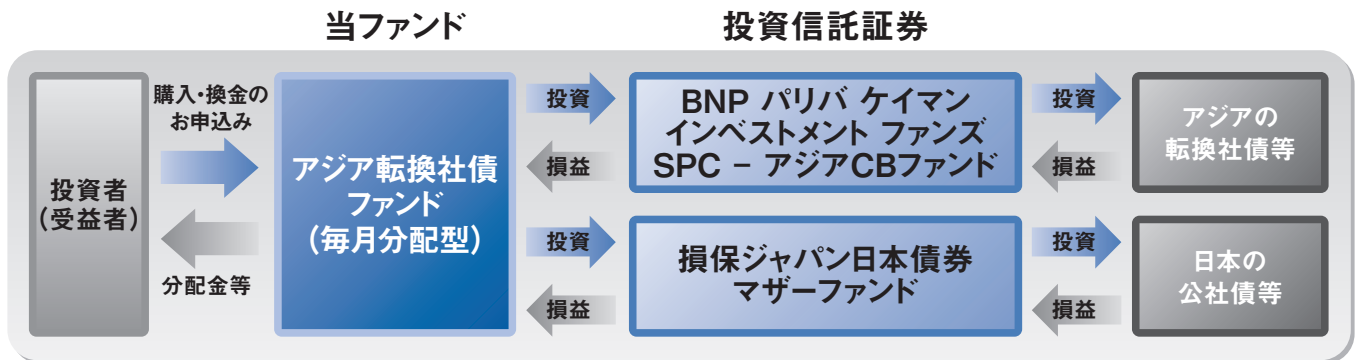 当ファンド
投資信託証券
投資者
(受益者)
購入・換金の
お申込み
分配金等
アジア転換社債
ファンド
(毎月分配型)
投資
損益
BNP パリバ ケイマン
インベストメント ファンズ
SPC － アジアCBファンド
投資
損益
アジアの
転換社債等
投資
損益
損保ジャパン日本債券
マザーファンド
投資
損益
日本の
公社債等